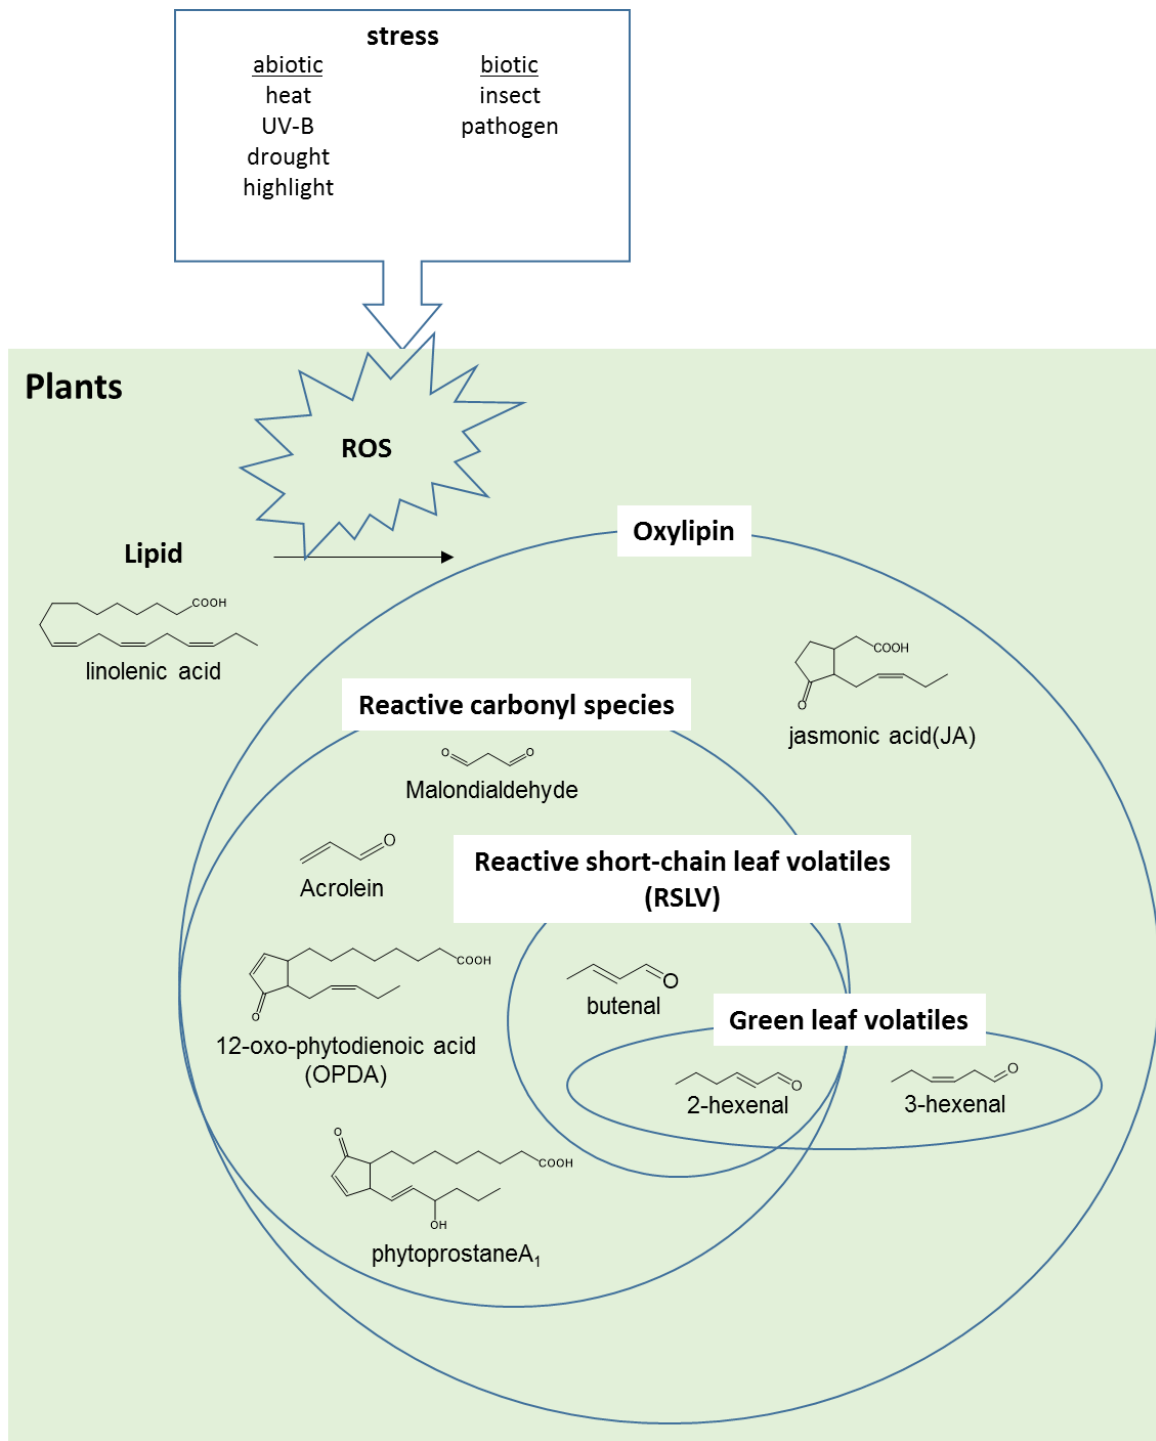 stress
abiotic
heat
UV-B
drought
highlight
biotic
insect
pathogen
Plants
ROS
Lipid
COOH
linolenic acid
Oxylipin
COOH
O
jasmonic acid(JA)
Reactive carbonyl species
O O
Malondialdehyde
O
Acrolein
Reactive short-chain leaf volatiles
(RSLV)
COOH
O
12-oxo-phytodienoic acid
(OPDA)
O
butenal
Green leaf volatiles
O
2-hexenal
O
3-hexenal
O
COOH
OH
phytoprostaneA₁